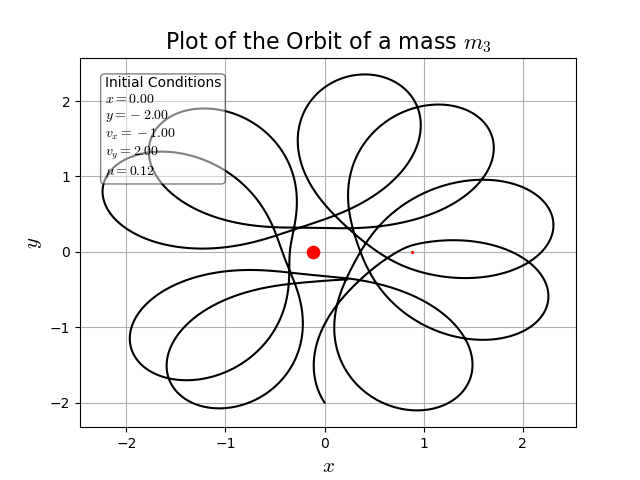 Plot of the Orbit of a mass m₃
Initial Conditions
x = 0.00
y = −2.00
vₓ = −1.00
v_y = 2.00
μ = 0.12
2
1
0
−1
−2
y
−2
−1
0
1
2
x